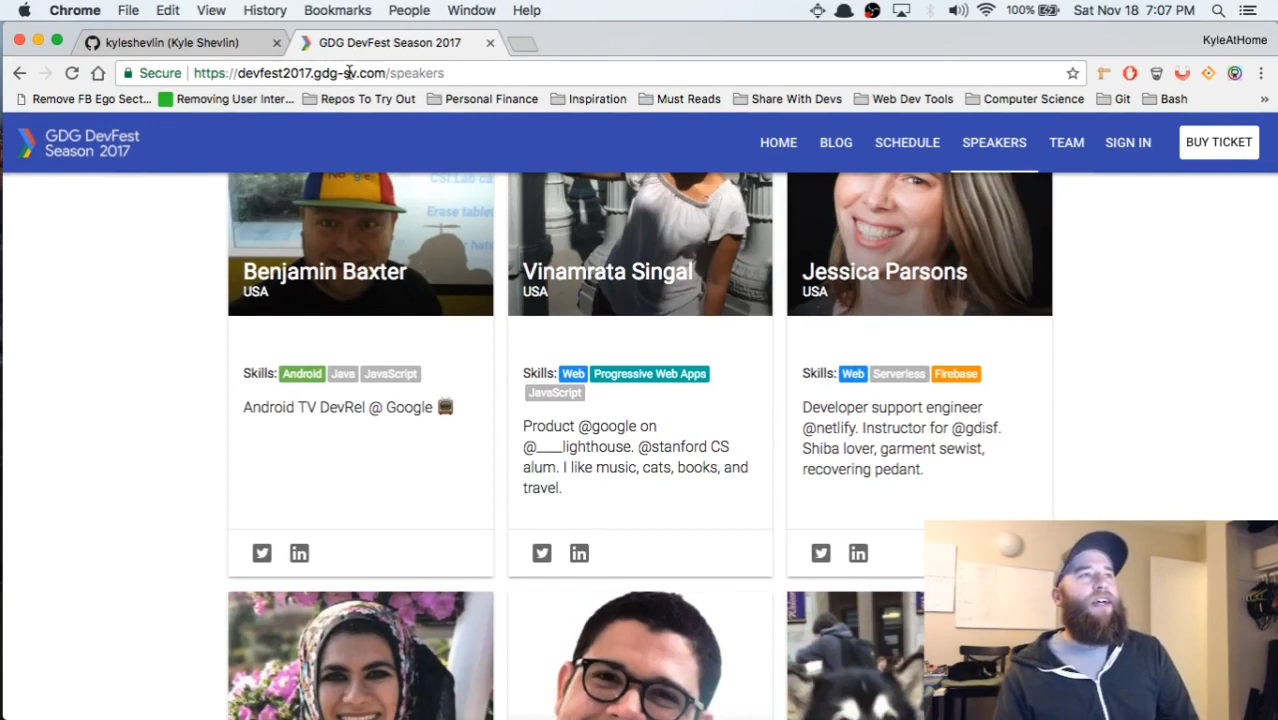 Chrome File Edit View History Bookmarks People Window Help 100% Sat Nov 18 7:07 PM
kyleshevlin (Kyle Shevlin) GDG DevFest Season 2017 KyleAtHome
Secure https://devfest2017.gdg-sv.com/speakers
Remove FB Ego Sect... Removing User Inter... Repos To Try Out Personal Finance Inspiration Must Reads Share With Devs Web Dev Tools Computer Science Git Bash »
GDG DevFest
Season 2017
HOME BLOG SCHEDULE SPEAKERS TEAM SIGN IN BUY TICKET
Erase
Benjamin Baxter
USA
Skills: Android Java JavaScript
Android TV DevRel @ Google
Vinamrata Singal
USA
Skills: Web Progressive Web Apps
JavaScript
Product @google on
@____lighthouse. @stanford CS
alum. I like music, cats, books, and
travel.
Jessica Parsons
USA
Skills: Web Serverless Firebase
Developer support engineer
@netlify. Instructor for @gdisf.
Shiba lover, garment sewist,
recovering pedant.